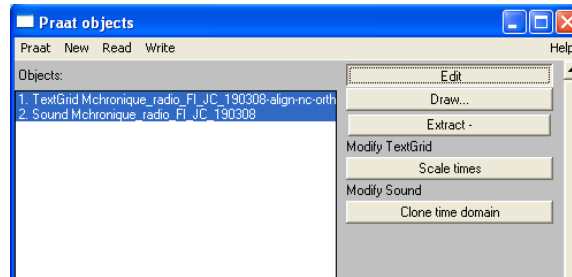 Praat objects
Praat New Read Write Help
Objects:
1. TextGrid Mchronique_radio_FI_JC_190308-align-nc-orth
2. Sound Mchronique_radio_FI_JC_190308
Edit
Draw...
Extract -
Modify TextGrid
Scale times
Modify Sound
Clone time domain